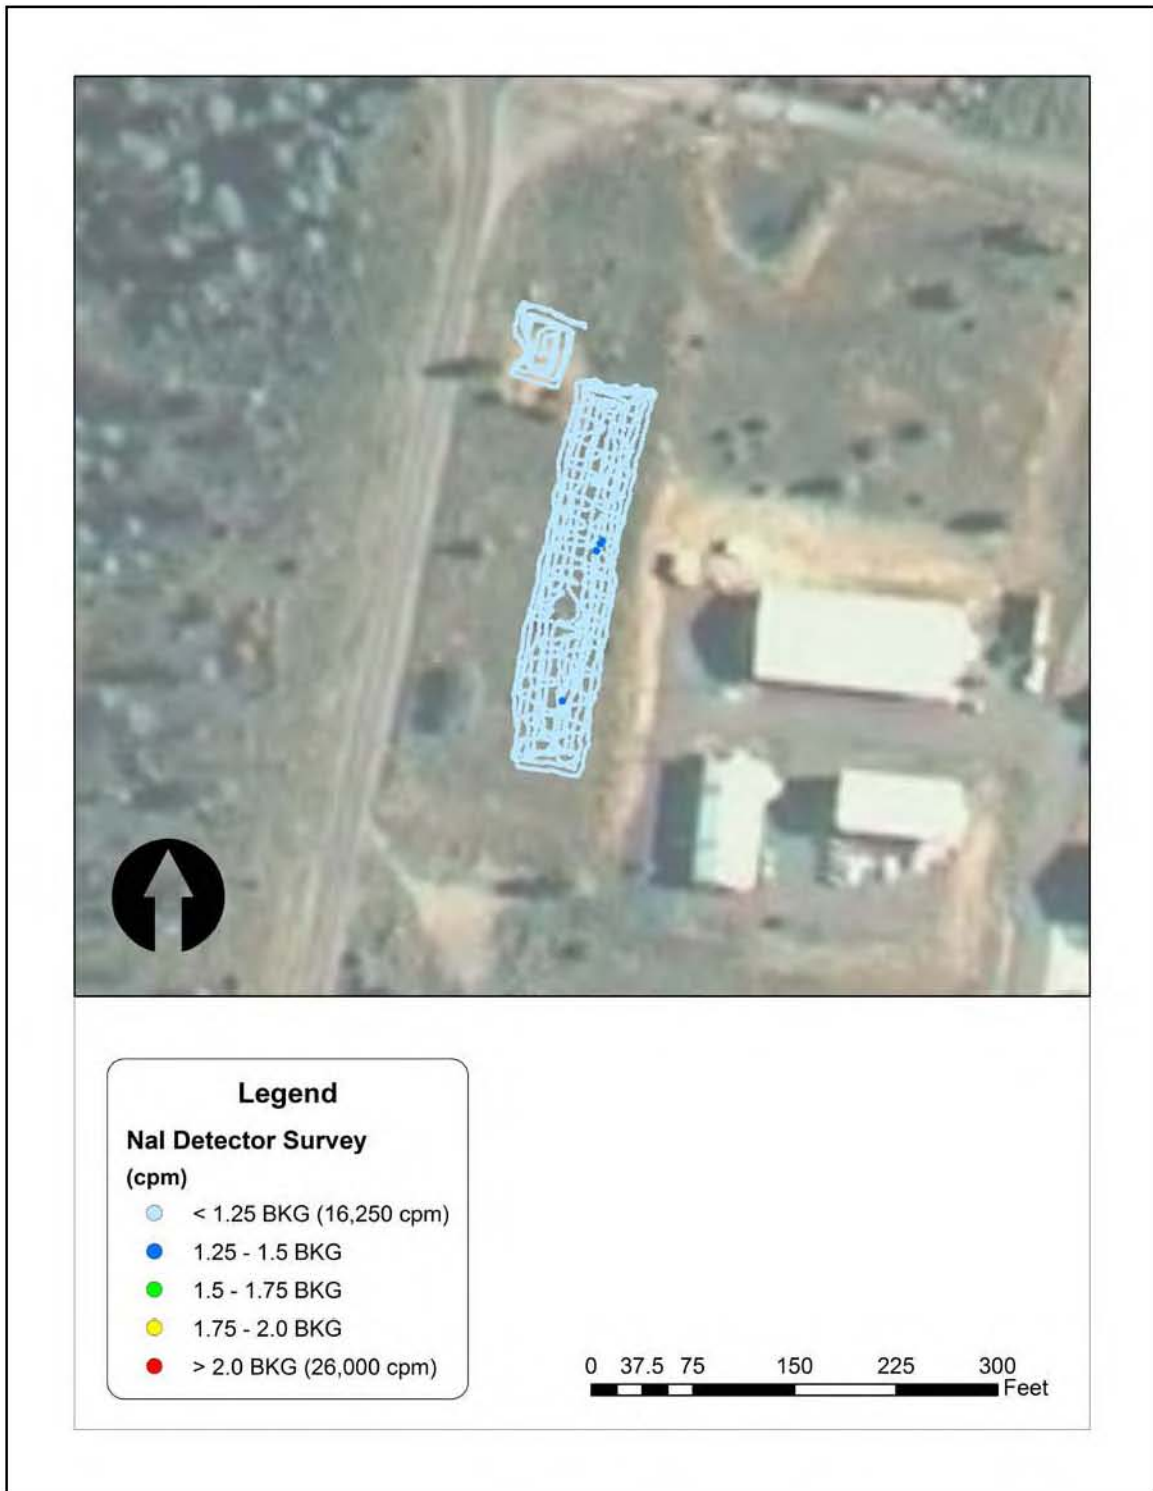 Legend
NaI Detector Survey
(cpm)
< 1.25 BKG (16,250 cpm)
1.25 - 1.5 BKG
1.5 - 1.75 BKG
1.75 - 2.0 BKG
> 2.0 BKG (26,000 cpm)
0 37.5 75 150 225 300
Feet